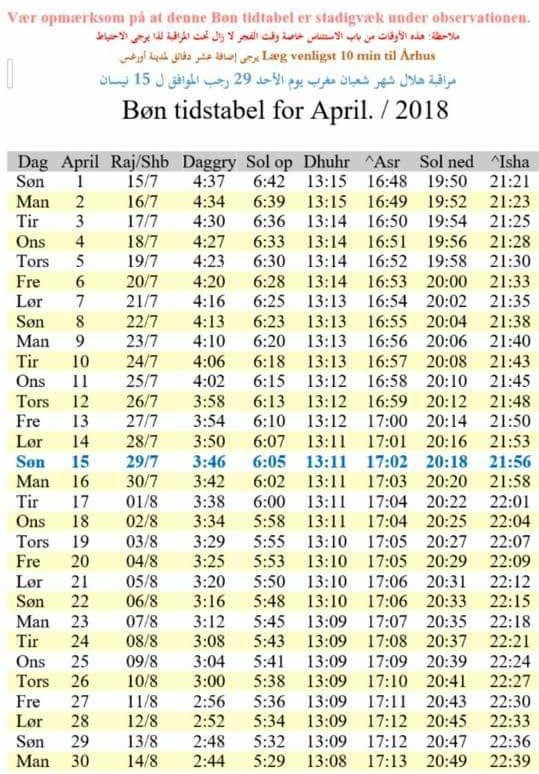 Vær opmærksom på at denne Bøn tidtabel er stadigvæk under observationen.
ملاحظة: هذه الأوقات من باب الاستئناس خاصة وقت الفجر لا زال تحت المراقبة لذا يرجى الاحتياط
Læg venligst 10 min til Århus يرجى إضافة عشر دقائق لمدينة أورغس.
مراقبة هلال شهر شعبان مغرب يوم الأحد 29 رجب الموافق ل 15 نيسان
Bøn tidstabel for April. / 2018
Dag April Raj/Shb Daggry Sol op Dhuhr ^Asr Sol ned ^Isha
Søn 1 15/7 4:37 6:42 13:15 16:48 19:50 21:21
Man 2 16/7 4:34 6:39 13:15 16:49 19:52 21:23
Tir 3 17/7 4:30 6:36 13:14 16:50 19:54 21:25
Ons 4 18/7 4:27 6:33 13:14 16:51 19:56 21:28
Tors 5 19/7 4:23 6:30 13:14 16:52 19:58 21:30
Fre 6 20/7 4:20 6:28 13:14 16:53 20:00 21:33
Lør 7 21/7 4:16 6:25 13:13 16:54 20:02 21:35
Søn 8 22/7 4:13 6:23 13:13 16:55 20:04 21:38
Man 9 23/7 4:10 6:20 13:13 16:56 20:06 21:40
Tir 10 24/7 4:06 6:18 13:13 16:57 20:08 21:43
Ons 11 25/7 4:02 6:15 13:12 16:58 20:10 21:45
Tors 12 26/7 3:58 6:13 13:12 16:59 20:12 21:48
Fre 13 27/7 3:54 6:10 13:12 17:00 20:14 21:50
Lør 14 28/7 3:50 6:07 13:11 17:01 20:16 21:53
Søn 15 29/7 3:46 6:05 13:11 17:02 20:18 21:56
Man 16 30/7 3:42 6:02 13:11 17:03 20:20 21:58
Tir 17 01/8 3:38 6:00 13:11 17:04 20:22 22:01
Ons 18 02/8 3:34 5:58 13:11 17:04 20:25 22:04
Tors 19 03/8 3:29 5:55 13:10 17:05 20:27 22:07
Fre 20 04/8 3:25 5:53 13:10 17:05 20:29 22:09
Lør 21 05/8 3:20 5:50 13:10 17:06 20:31 22:12
Søn 22 06/8 3:16 5:48 13:10 17:06 20:33 22:15
Man 23 07/8 3:12 5:45 13:09 17:07 20:35 22:18
Tir 24 08/8 3:08 5:43 13:09 17:08 20:37 22:21
Ons 25 09/8 3:04 5:41 13:09 17:09 20:39 22:24
Tors 26 10/8 3:00 5:38 13:09 17:10 20:41 22:27
Fre 27 11/8 2:56 5:36 13:09 17:11 20:43 22:30
Lør 28 12/8 2:52 5:34 13:09 17:12 20:45 22:33
Søn 29 13/8 2:48 5:32 13:09 17:12 20:47 22:36
Man 30 14/8 2:44 5:29 13:08 17:13 20:49 22:39